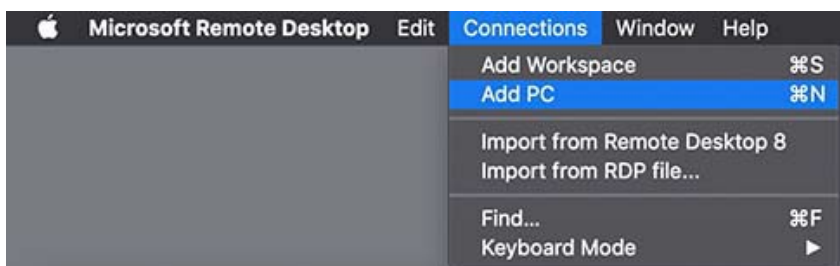 Microsoft Remote Desktop Edit Connections Window Help
Add Workspace ⌘S
Add PC ⌘N
Import from Remote Desktop 8
Import from RDP file...
Find... ⌘F
Keyboard Mode ▶